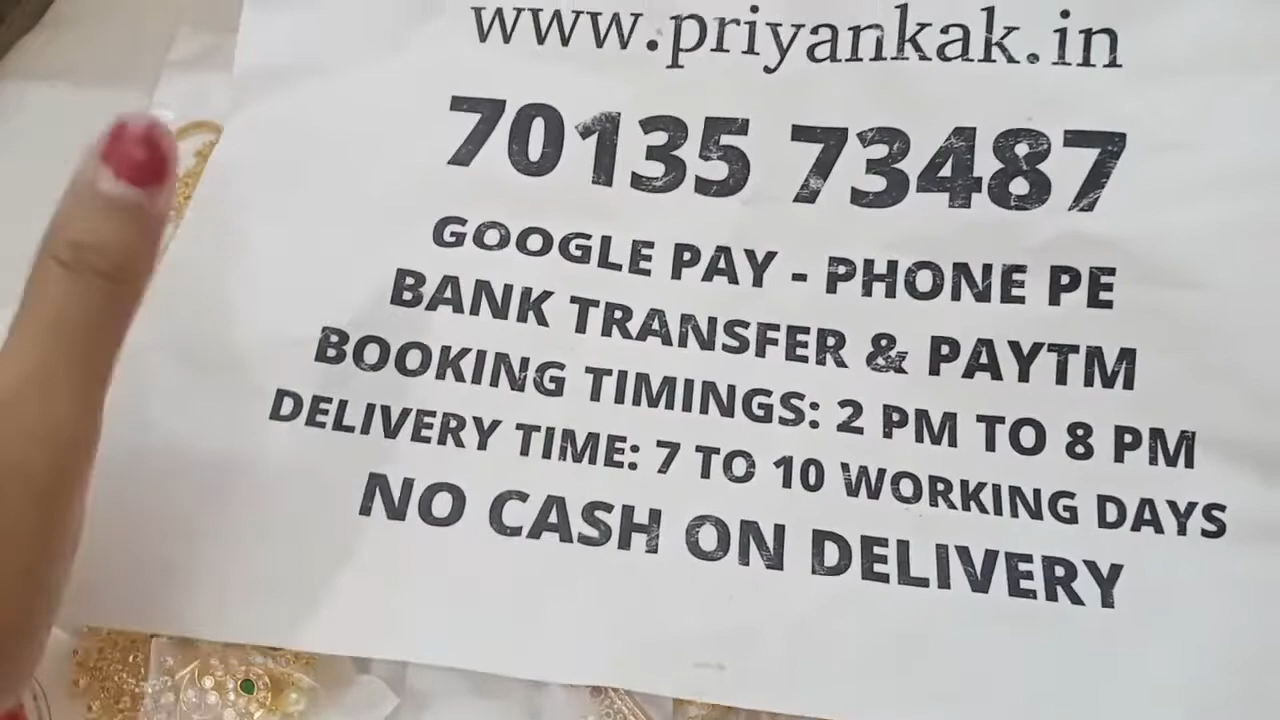 www.priyankak.in
70135 73487
GOOGLE PAY - PHONE PE
BANK TRANSFER & PAYTM
BOOKING TIMINGS: 2 PM TO 8 PM
DELIVERY TIME: 7 TO 10 WORKING DAYS
NO CASH ON DELIVERY